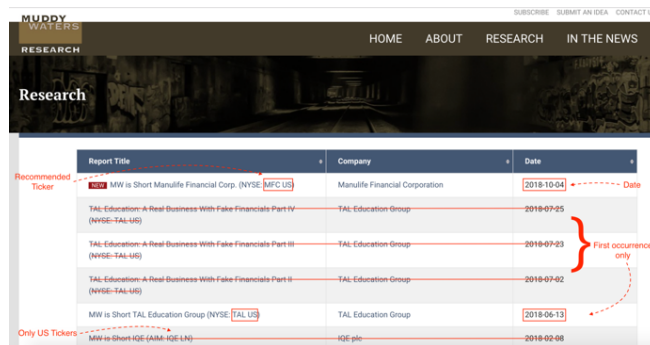 SUBSCRIBE SUBMIT AN IDEA CONTACT U
MUDDY
WATERS
RESEARCH
HOME ABOUT RESEARCH IN THE NEWS
Research
Report Title Company Date
Recommended
Ticker
NEW MW is Short Manulife Financial Corp. (NYSE: MFC US) Manulife Financial Corporation 2018-10-04 Date
TAL Education: A Real Business With Fake Financials Part IV TAL Education Group 2018-07-25
(NYSE: TAL US)
TAL Education: A Real Business With Fake Financials Part III TAL Education Group 2018-07-23
(NYSE: TAL US)
First occurrence
only
TAL Education: A Real Business With Fake Financials Part II TAL Education Group 2018-07-02
(NYSE: TAL US)
MW is Short TAL Education Group (NYSE: TAL US) TAL Education Group 2018-06-13
Only US Tickers
MW is Short IQE (AIM: IQE LN) IQE plc 2018-02-08